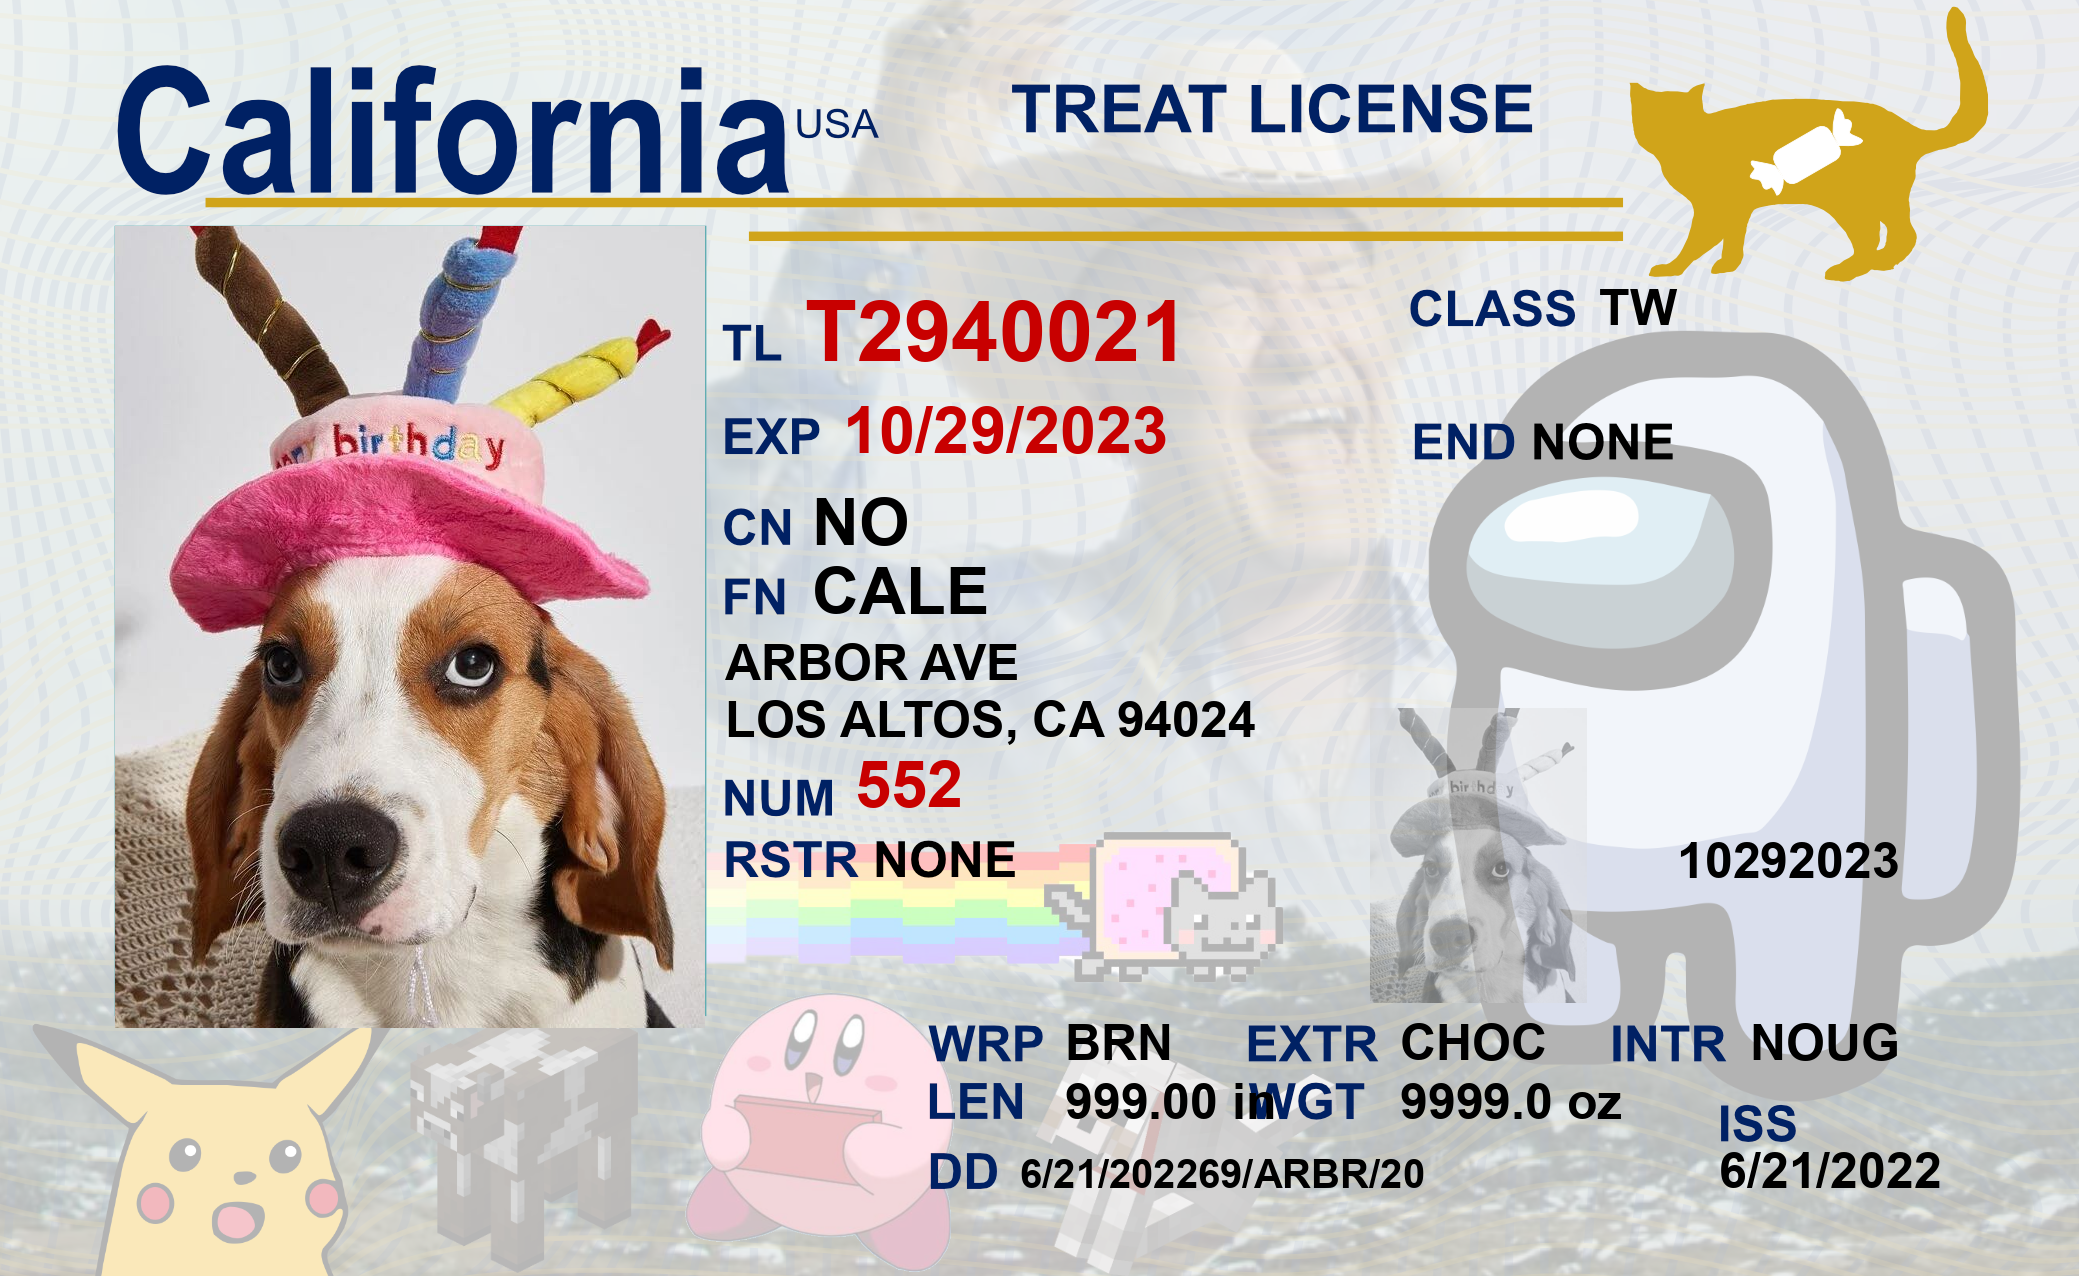 California USA TREAT LICENSE
birthday
TL T2940021
CLASS TW
EXP 10/29/2023
END NONE
CN NO
FN CALE
ARBOR AVE
LOS ALTOS, CA 94024
NUM 552
RSTR NONE
birthday
10292023
WRP BRN EXTR CHOC INTR NOUG
LEN 999.00 in WGT 9999.0 oz
DD 6/21/202269/ARBR/20
ISS
6/21/2022